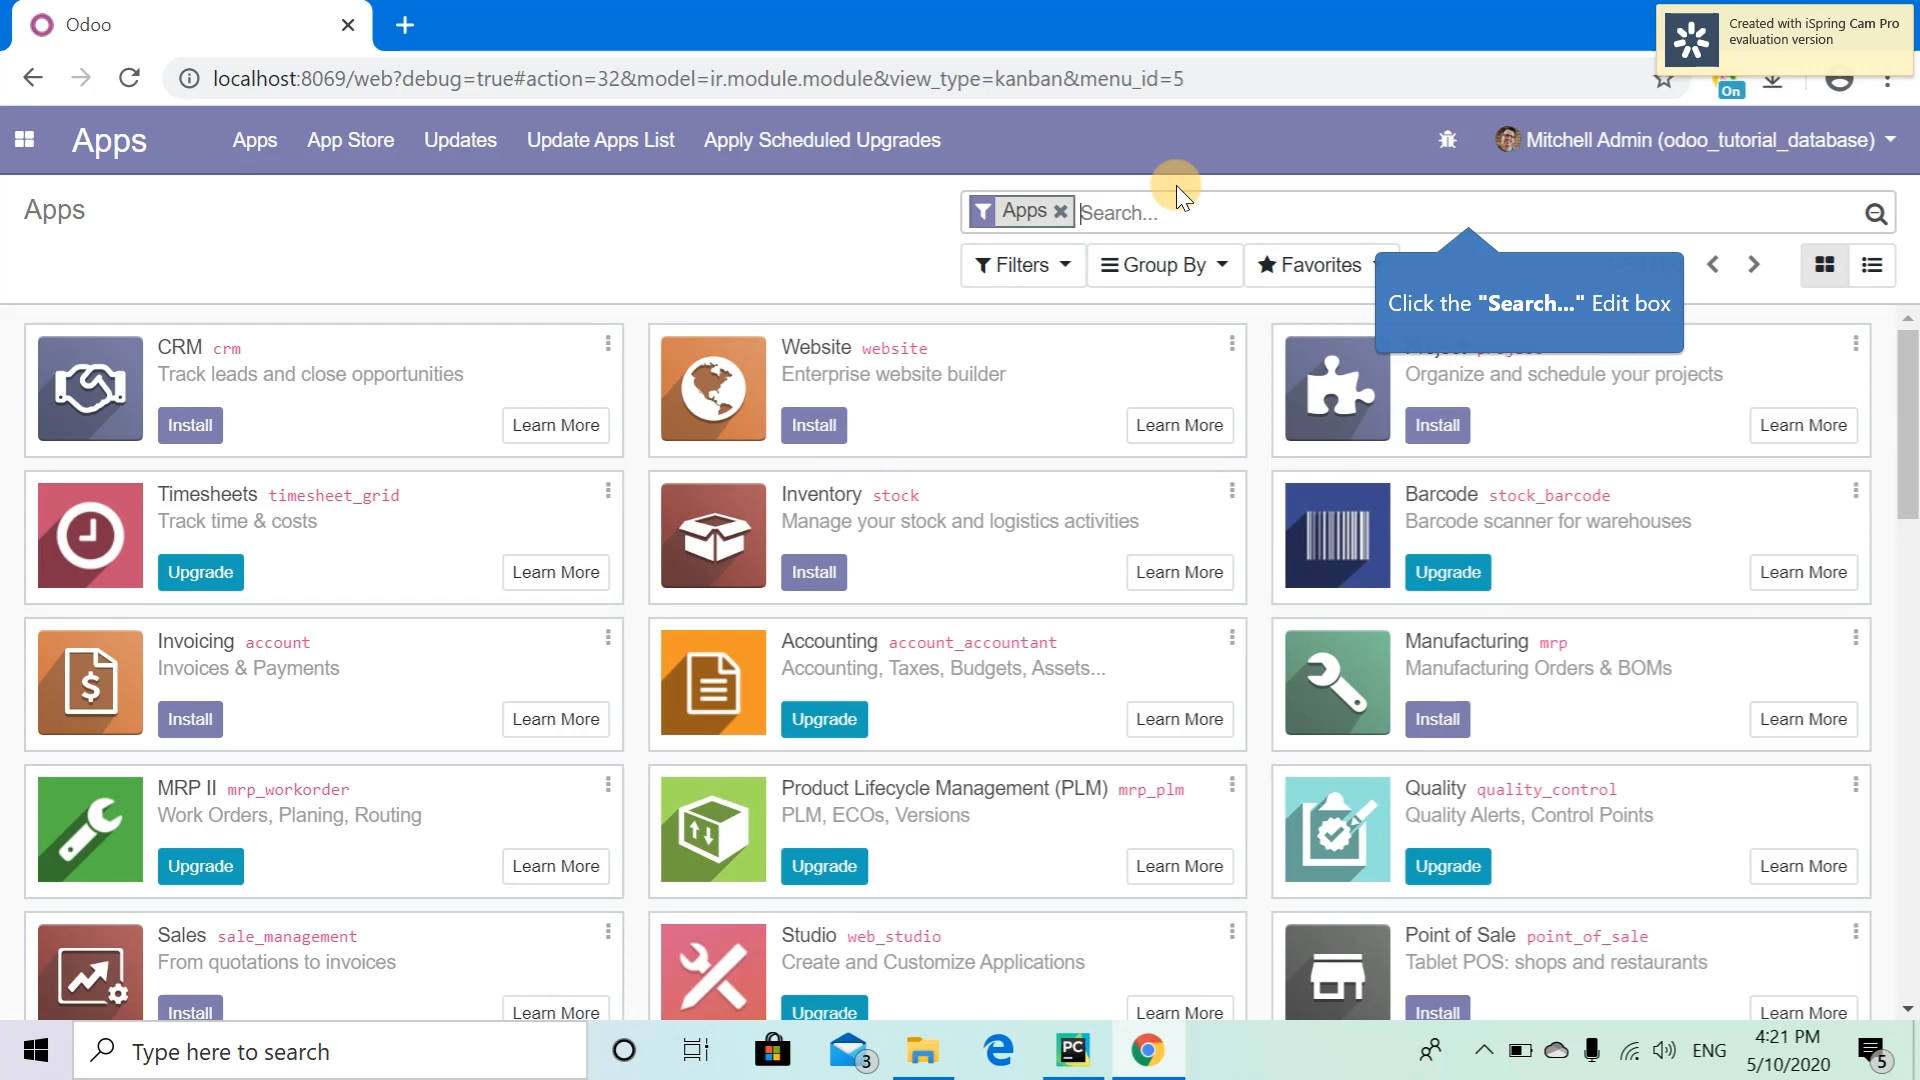 Odoo
Created with iSpring Cam Pro
evaluation version
localhost:8069/web?debug=true#action=32&model=ir.module.module&view_type=kanban&menu_id=5
On
Apps
Apps
App Store
Updates
Update Apps List
Apply Scheduled Upgrades
Mitchell Admin (odoo_tutorial_database)
Apps
Apps
Search...
Filters
Group By
Favorites
Click the "Search..." Edit box
CRM crm
Track leads and close opportunities
Install
Learn More
Website website
Enterprise website builder
Install
Learn More
Organize and schedule your projects
Install
Learn More
Timesheets timesheet_grid
Track time & costs
Upgrade
Learn More
Inventory stock
Manage your stock and logistics activities
Install
Learn More
Barcode stock_barcode
Barcode scanner for warehouses
Upgrade
Learn More
Invoicing account
Invoices & Payments
Install
Learn More
Accounting account_accountant
Accounting, Taxes, Budgets, Assets...
Upgrade
Learn More
Manufacturing mrp
Manufacturing Orders & BOMs
Install
Learn More
MRP II mrp_workorder
Work Orders, Planing, Routing
Upgrade
Learn More
Product Lifecycle Management (PLM) mrp_plm
PLM, ECOs, Versions
Upgrade
Learn More
Quality quality_control
Quality Alerts, Control Points
Upgrade
Learn More
Sales sale_management
From quotations to invoices
Install
Learn More
Studio web_studio
Create and Customize Applications
Upgrade
Learn More
Point of Sale point_of_sale
Tablet POS: shops and restaurants
Install
Learn More
Type here to search
3
PC
ENG
4:21 PM
5/10/2020
5